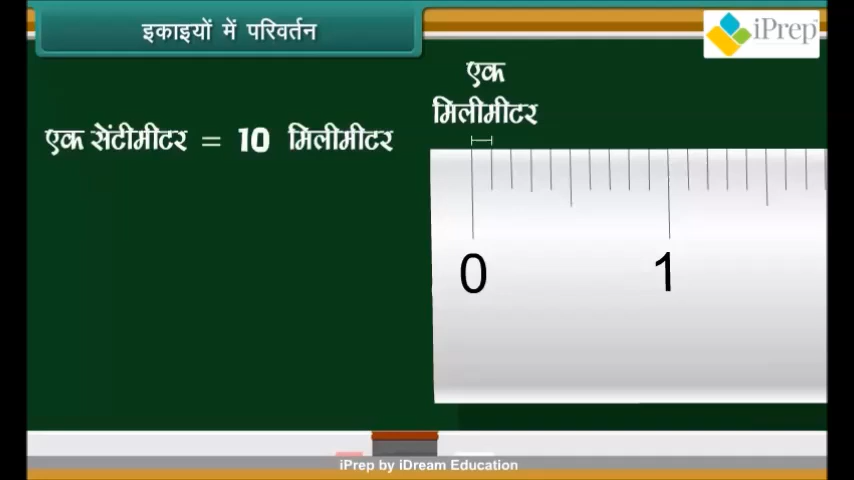 इकाइयों में परिवर्तन
iPrep
एक
मिलीमीटर
एक सेंटीमीटर = 10 मिलीमीटर
0 1
iPrep by iDream Education